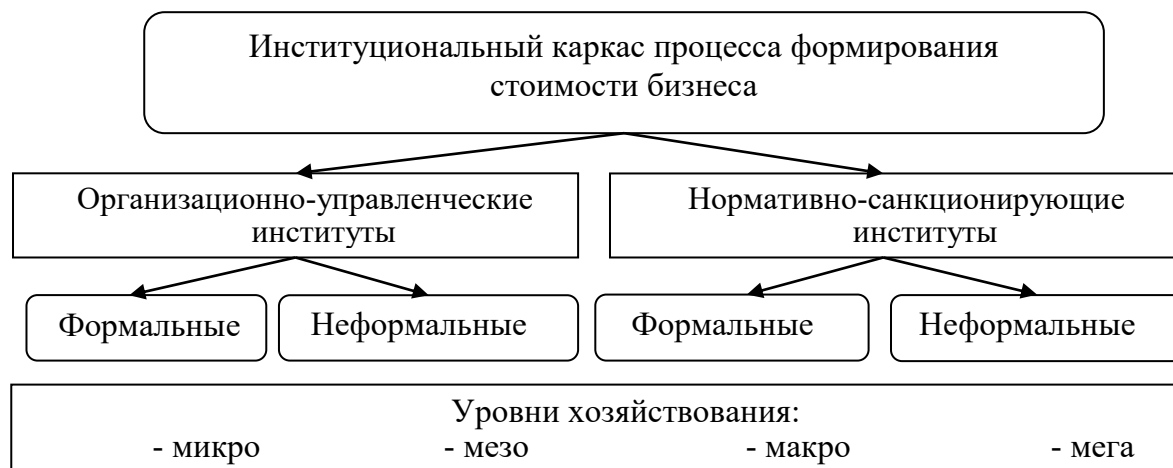 Институциональный каркас процесса формирования
стоимости бизнеса
Организационно-управленческие
институты
Нормативно-санкционирующие
институты
Формальные
Неформальные
Формальные
Неформальные
Уровни хозяйствования:
- микро - мезо - макро - мега